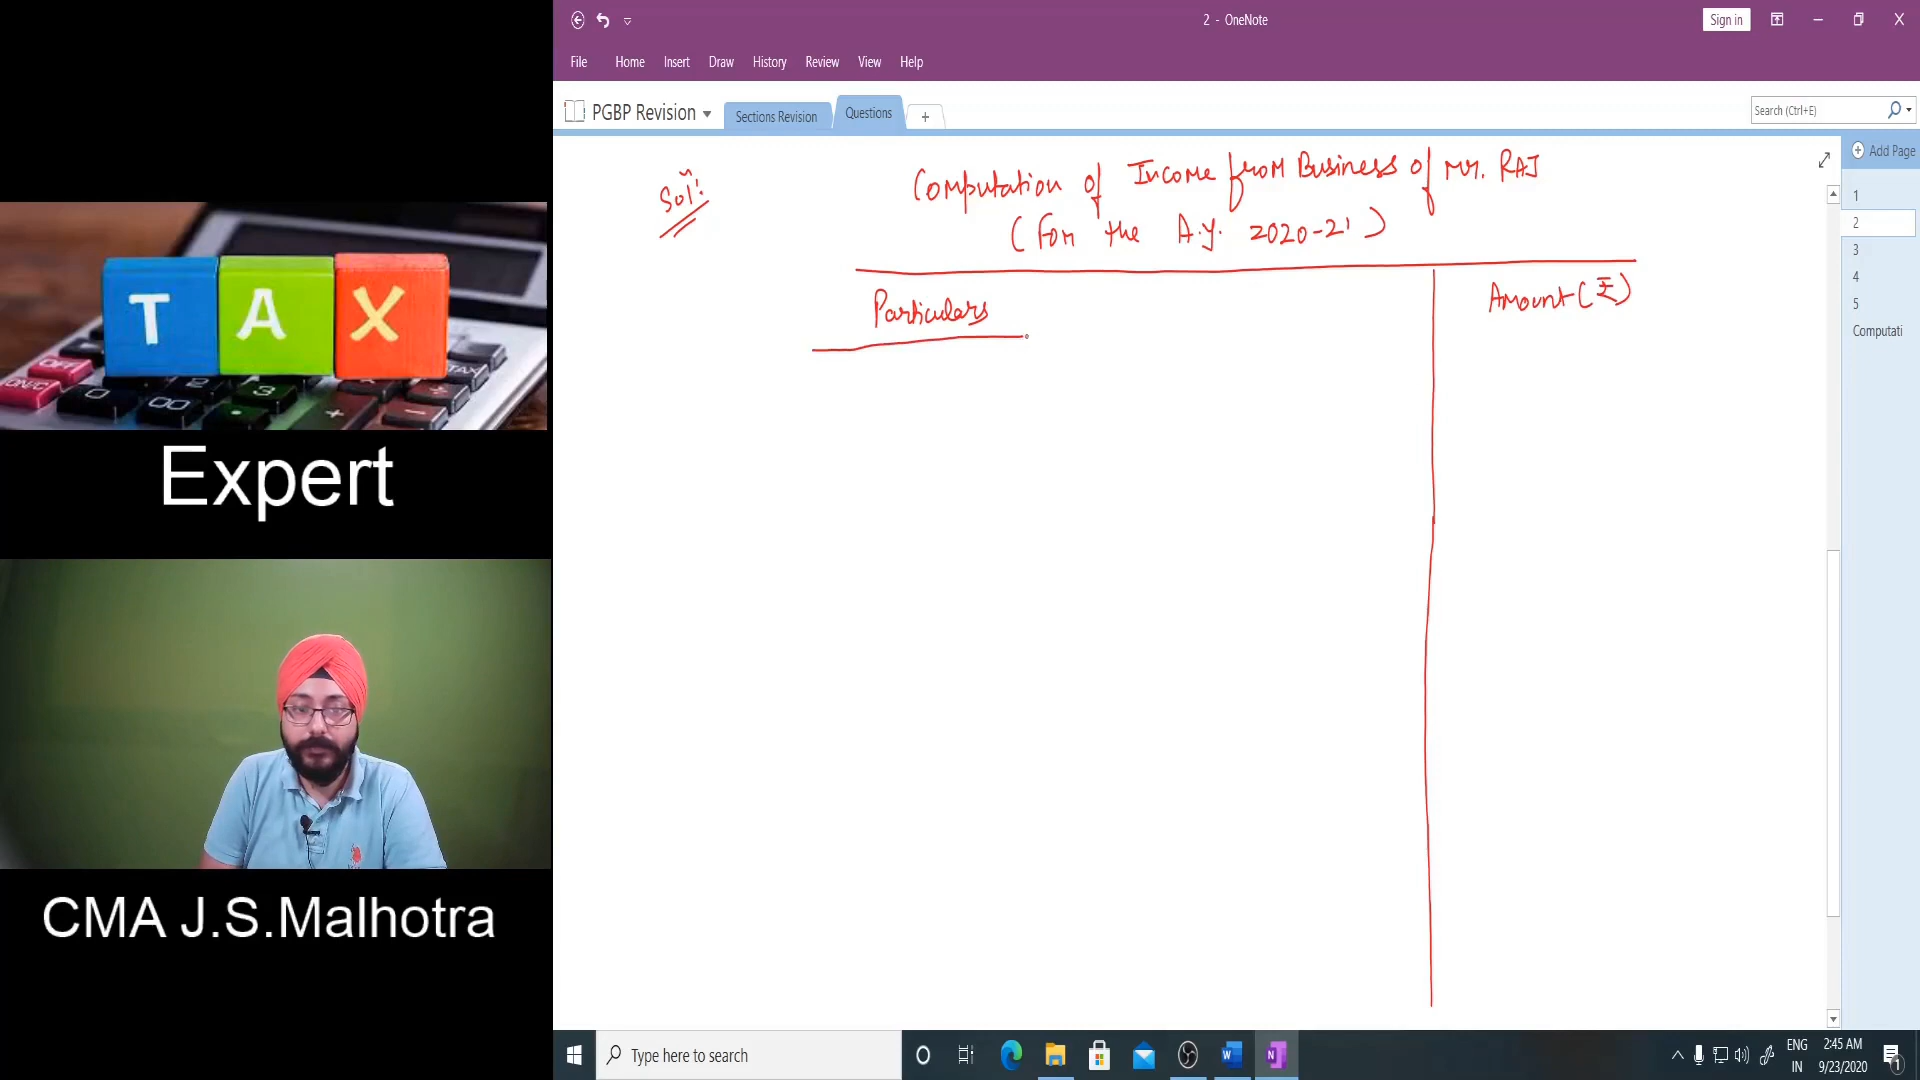 2 - OneNote
Sign in
File Home Insert Draw History Review View Help
PGBP Revision
Sections Revision
Questions
+
Search (Ctrl+E)
Add Page
1
2
3
4
5
Computati
Solⁿ:
Computation of Income from Business of Mr. RAJ
(For the A.Y. 2020-21)
Particulars
Amount (₹)
TAX
Expert
CMA J.S.Malhotra
Type here to search
ENG
IN
2:45 AM
9/23/2020
1